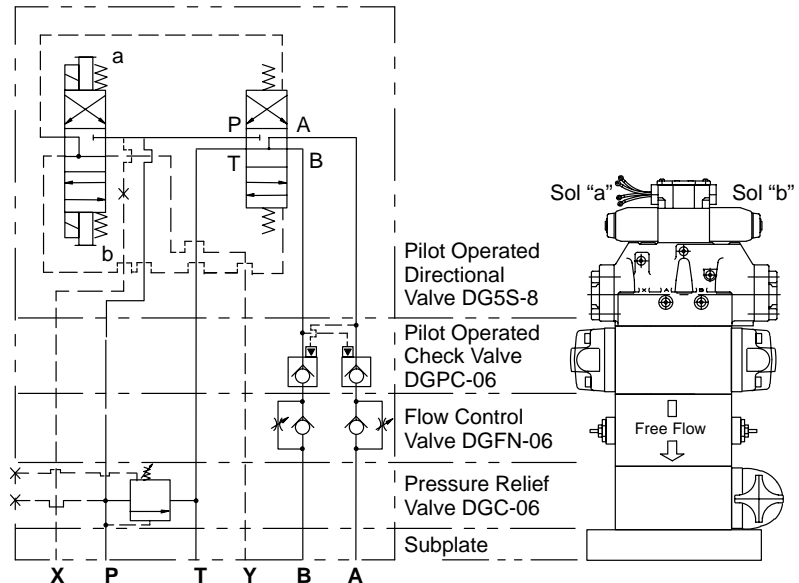 a
P A
T B
b
Sol “a”
Sol “b”
X A B
Pilot Operated
Directional
Valve DG5S-8
Pilot Operated
Check Valve
DGPC-06
Flow Control
Valve DGFN-06
Free Flow
Pressure Relief
Valve DGC-06
Subplate
X P T Y B A